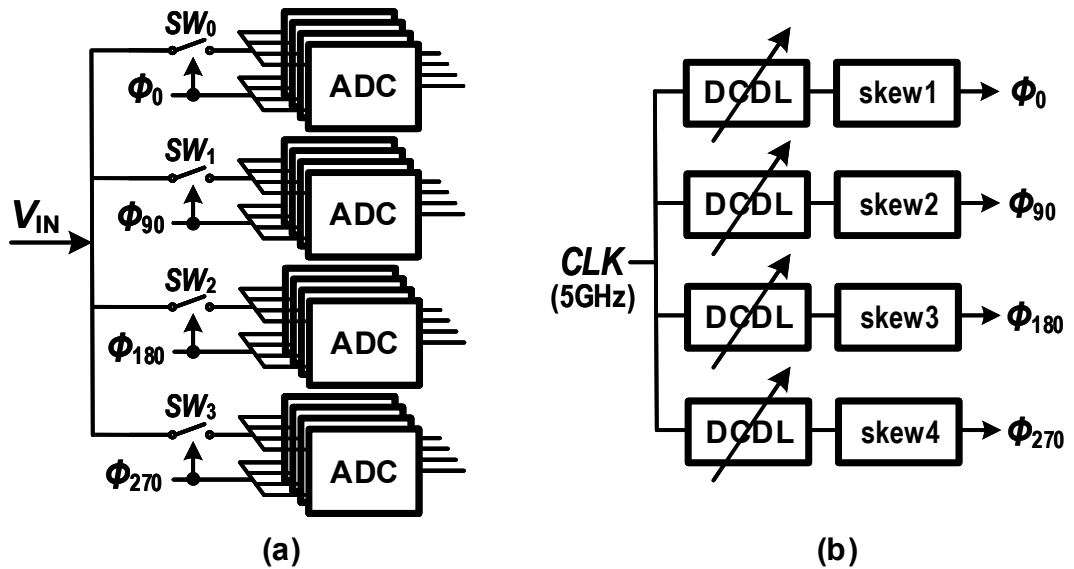 SW0
ADC
Φ0
SW1
ADC
Φ90
VIN
SW2
ADC
Φ180
SW3
ADC
Φ270
(a)
DCDL skew1 Φ0
DCDL skew2 Φ90
CLK
(5GHz)
DCDL skew3 Φ180
DCDL skew4 Φ270
(b)